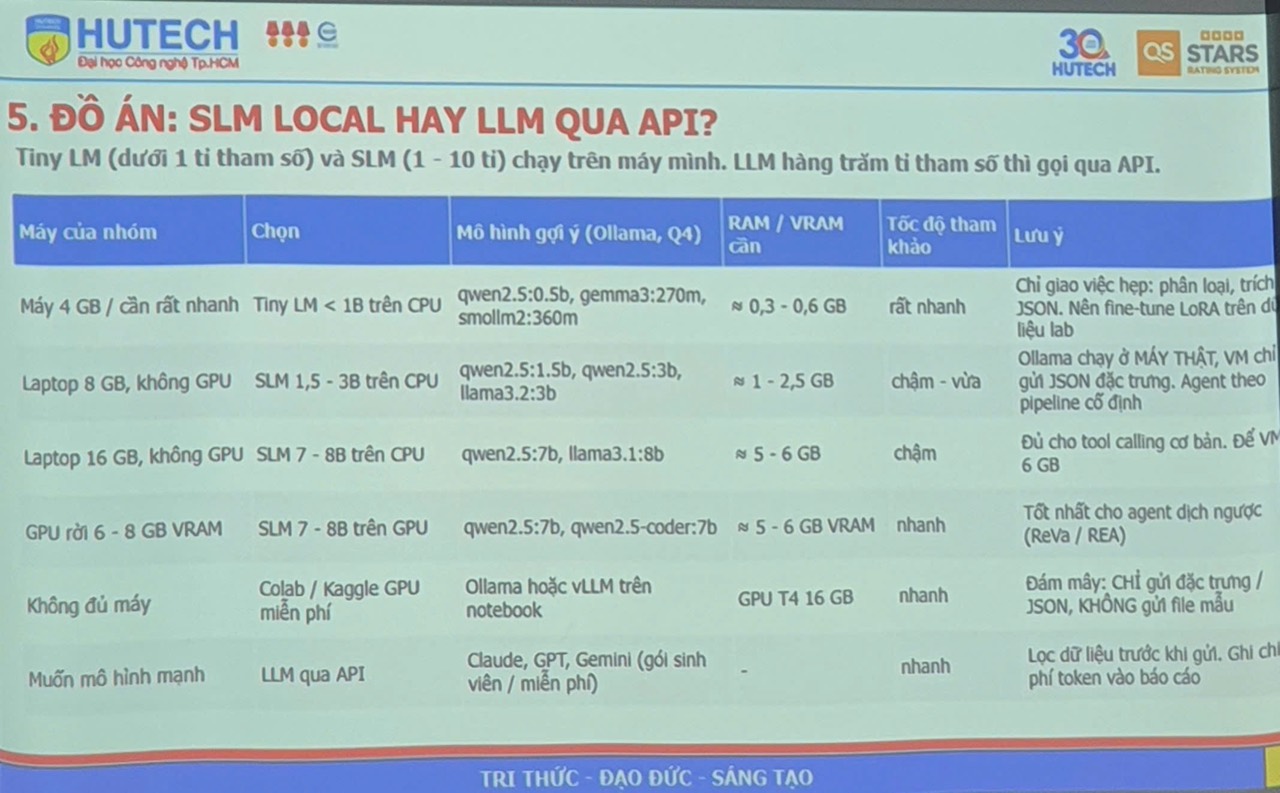 HUTECH
Đại học Công nghệ Tp.HCM
30
HUTECH
QS
STARS
RATING SYSTEM
5. ĐỒ ÁN: SLM LOCAL HAY LLM QUA API?
Tiny LM (dưới 1 tỉ tham số) và SLM (1 - 10 tỉ) chạy trên máy mình. LLM hàng trăm tỉ tham số thì gọi qua API.
Máy của nhóm
Chọn
Mô hình gợi ý (Ollama, Q4)
RAM / VRAM
cần
Tốc độ tham
khảo
Lưu ý
Máy 4 GB / cần rất nhanh
Tiny LM < 1B trên CPU
qwen2.5:0.5b, gemma3:270m,
smollm2:360m
≈ 0,3 - 0,6 GB
rất nhanh
Chỉ giao việc hẹp: phân loại, trích
JSON. Nên fine-tune LoRA trên
liệu lab
Laptop 8 GB, không GPU
SLM 1,5 - 3B trên CPU
qwen2.5:1.5b, qwen2.5:3b,
llama3.2:3b
≈ 1 - 2,5 GB
chậm - vừa
Ollama chạy ở MÁY THẬT, VM chỉ
gửi JSON đặc trưng. Agent theo
pipeline cố định
Laptop 16 GB, không GPU
SLM 7 - 8B trên CPU
qwen2.5:7b, llama3.1:8b
≈ 5 - 6 GB
chậm
Đủ cho tool calling cơ bản. Để VM
6 GB
GPU rời 6 - 8 GB VRAM
SLM 7 - 8B trên GPU
qwen2.5:7b, qwen2.5-coder:7b
≈ 5 - 6 GB VRAM
nhanh
Tốt nhất cho agent dịch ngược
(ReVa / REA)
Không đủ máy
Colab / Kaggle GPU
miễn phí
Ollama hoặc vLLM trên
notebook
GPU T4 16 GB
nhanh
Đám mây: CHỈ gửi đặc trưng /
JSON, KHÔNG gửi file mẫu
Muốn mô hình mạnh
LLM qua API
Claude, GPT, Gemini (gói sinh
viên / miễn phí)
-
nhanh
Lọc dữ liệu trước khi gửi. Ghi chi
phí token vào báo cáo
TRI THỨC - ĐẠO ĐỨC - SÁNG TẠO